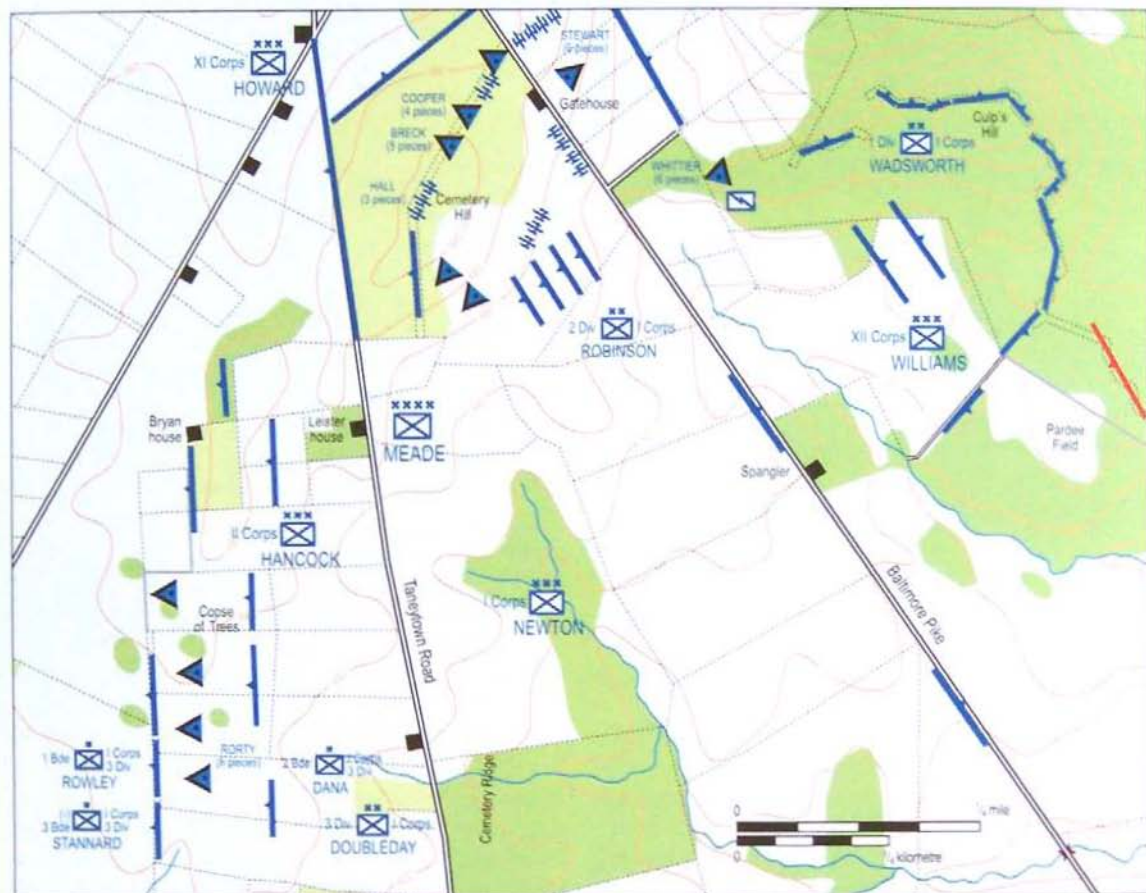 XI Corps
HOWARD
COOPER
(4 pieces)
BRECK
(5 pieces)
HALL
(3 pieces)
Cemetery
Hill
STEWART
Gatehouse
WHITTIER
(6 pieces)
Culp's
Hill
1 Div I Corps
WADSWORTH
2 Div I Corps
ROBINSON
XII Corps
WILLIAMS
Pardee
Field
Bryan
house
Leister
house
MEADE
Spangler
II Corps
HANCOCK
Copse
of Trees
Taneytown Road
I Corps
NEWTON
Baltimore Pike
RORTY
1 Bde I Corps
3 Div
ROWLEY
2 Bde
3 Div
DANA
I Corps
3 Bde 3 Div
STANNARD
3 Div I Corps
DOUBLEDAY
Cemetery Ridge
0
mile
0
kilometre